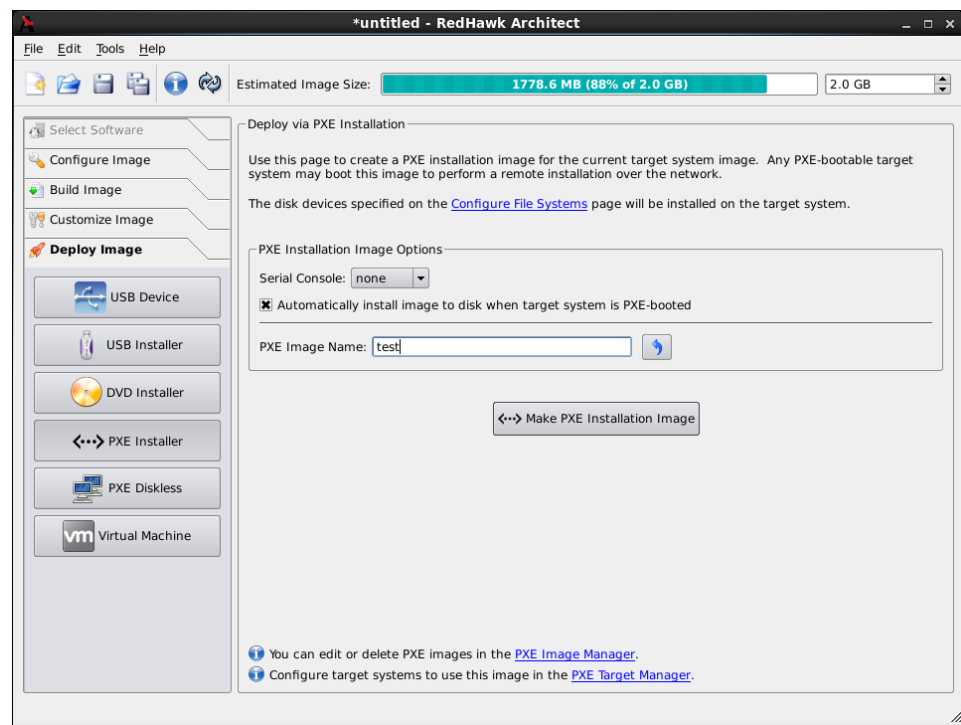 *untitled - RedHawk Architect
File Edit Tools Help
Estimated Image Size: 1778.6 MB (88% of 2.0 GB) 2.0 GB
Select Software
Configure Image
Build Image
Customize Image
Deploy Image
USB Device
USB Installer
DVD Installer
PXE Installer
PXE Diskless
vm Virtual Machine
Deploy via PXE Installation
Use this page to create a PXE installation image for the current target system image. Any PXE-bootable target
system may boot this image to perform a remote installation over the network.
The disk devices specified on the Configure File Systems page will be installed on the target system.
PXE Installation Image Options
Serial Console: none
Automatically install image to disk when target system is PXE-booted
PXE Image Name: test
Make PXE Installation Image
You can edit or delete PXE images in the PXE Image Manager.
Configure target systems to use this image in the PXE Target Manager.